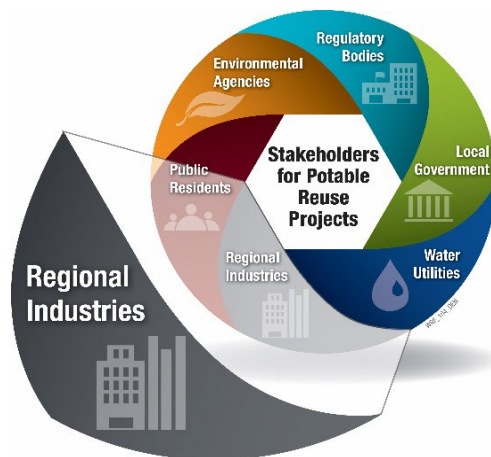 Regulatory
Bodies
Environmental
Agencies
Local
Government
Public
Residents
Stakeholders
for Potable
Reuse
Projects
Water
Utilities
Regional
Industries
Regional
Industries